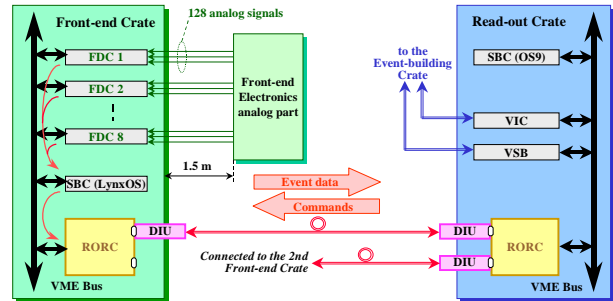 Front-end Crate
128 analog signals
Read-out Crate
FDC 1
FDC 2
FDC 8
Front-end
Electronics
analog part
to the
Event-building
Crate
SBC (OS9)
VIC
VSB
1.5 m
SBC (LynxOS)
Event data
Commands
RORC
DIU
DIU
DIU
RORC
Connected to the 2nd
Front-end Crate
VME Bus
VME Bus